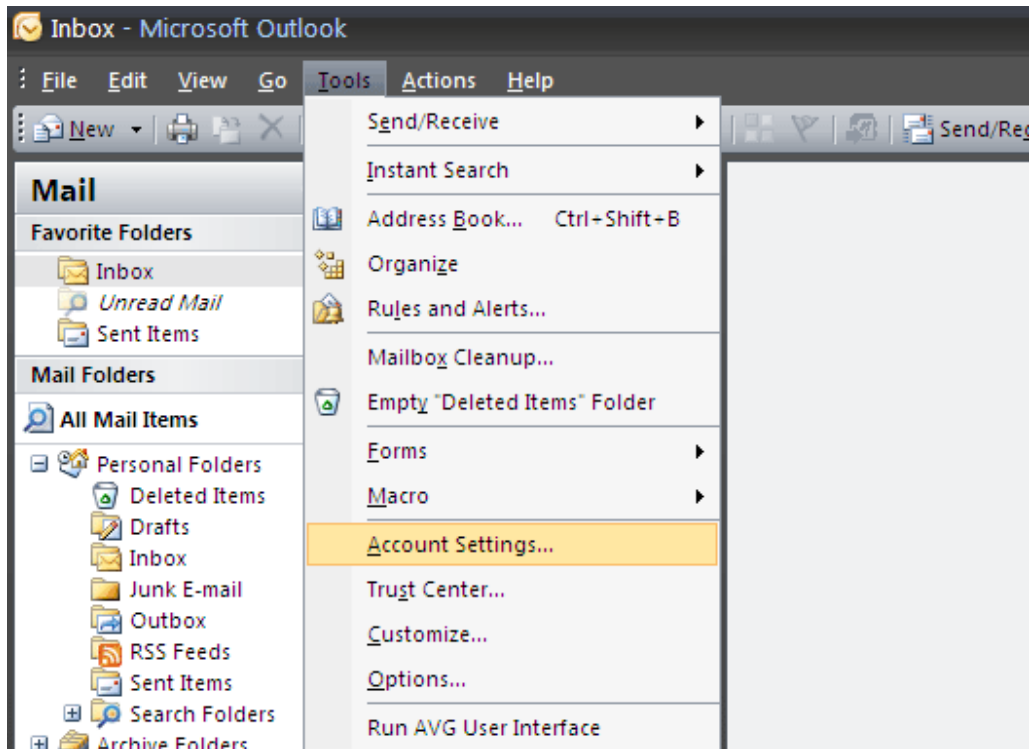 Inbox - Microsoft Outlook
File Edit View Go Tools Actions Help
New
Send/Rec
Mail
Favorite Folders
Inbox
Unread Mail
Sent Items
Mail Folders
All Mail Items
Personal Folders
Deleted Items
Drafts
Inbox
Junk E-mail
Outbox
RSS Feeds
Sent Items
Search Folders
Archive Folders
Send/Receive
Instant Search
Address Book... Ctrl+Shift+B
Organize
Rules and Alerts...
Mailbox Cleanup...
Empty "Deleted Items" Folder
Forms
Macro
Account Settings...
Trust Center...
Customize...
Options...
Run AVG User Interface